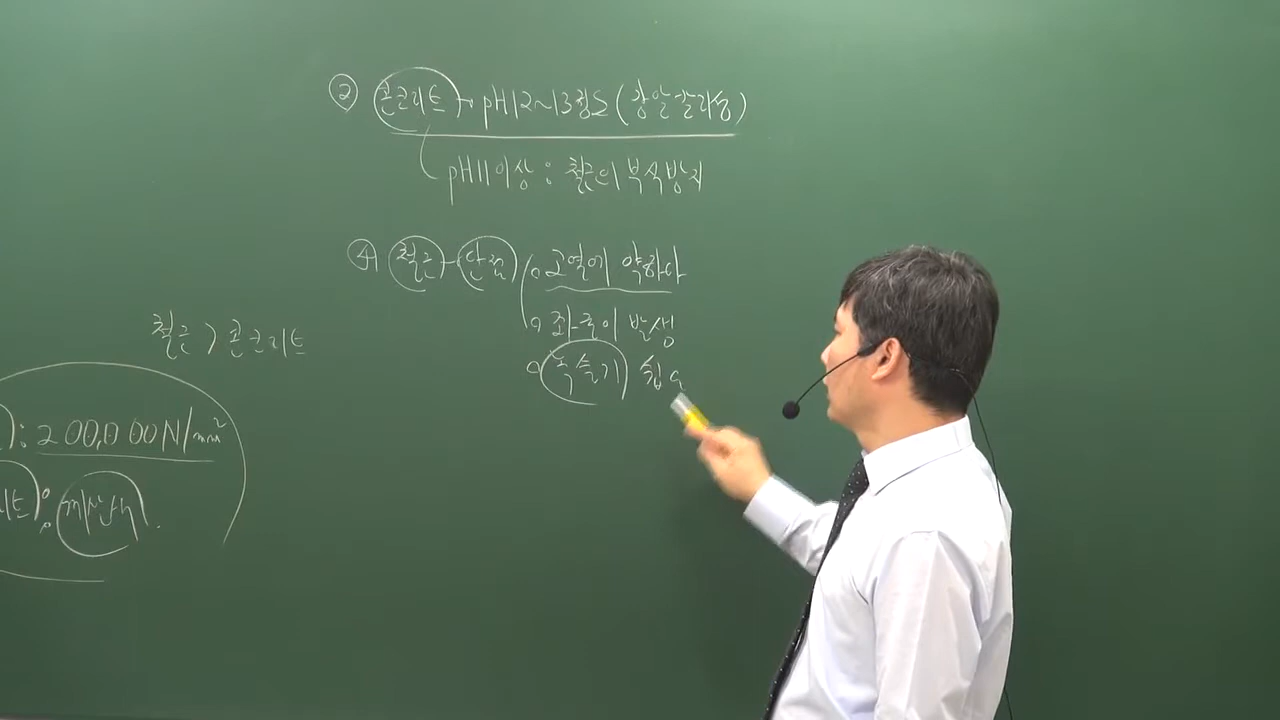 ② 콘크리트 → pH12~13정도(강알칼리성)
pH11이상 : 철근의 부식방지
④ 철근 - 단점 ∘ 고열에 약하다
∘ 좌굴이 발생
∘ 녹슬기 쉽
철근 > 콘크리트
: 200,000N/mm²
리트 : 계산식.